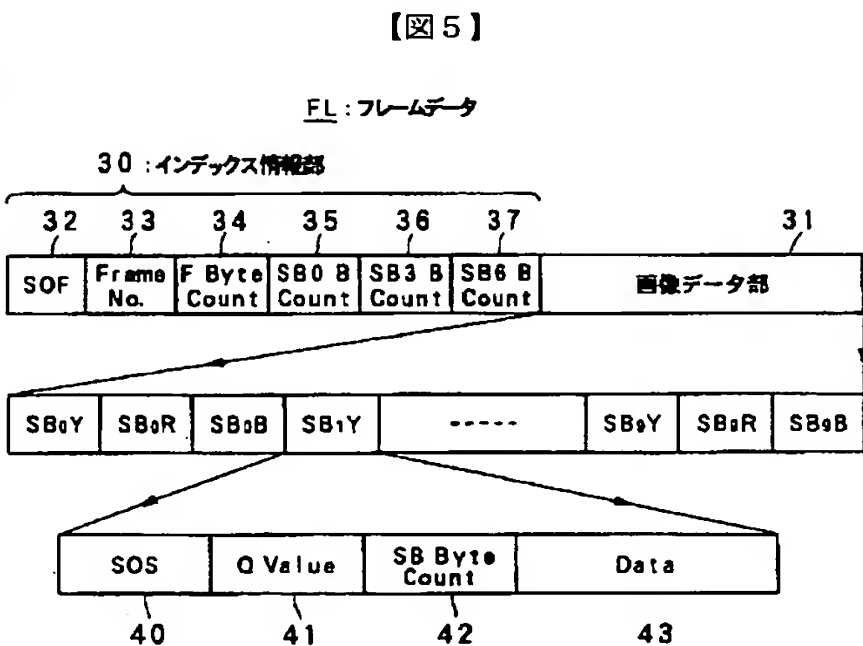 【図5】
FL:フレームデータ
30:インデックス情報部
32 33 34 35 36 37 31
SOF Frame No. F Byte Count SB0 B Count SB3 B Count SB6 B Count 画像データ部
SB₀Y SB₀R SB₀B SB₁Y ----- SB₉Y SB₉R SB₉B
SOS Q Value SB Byte Count Data
40 41 42 43